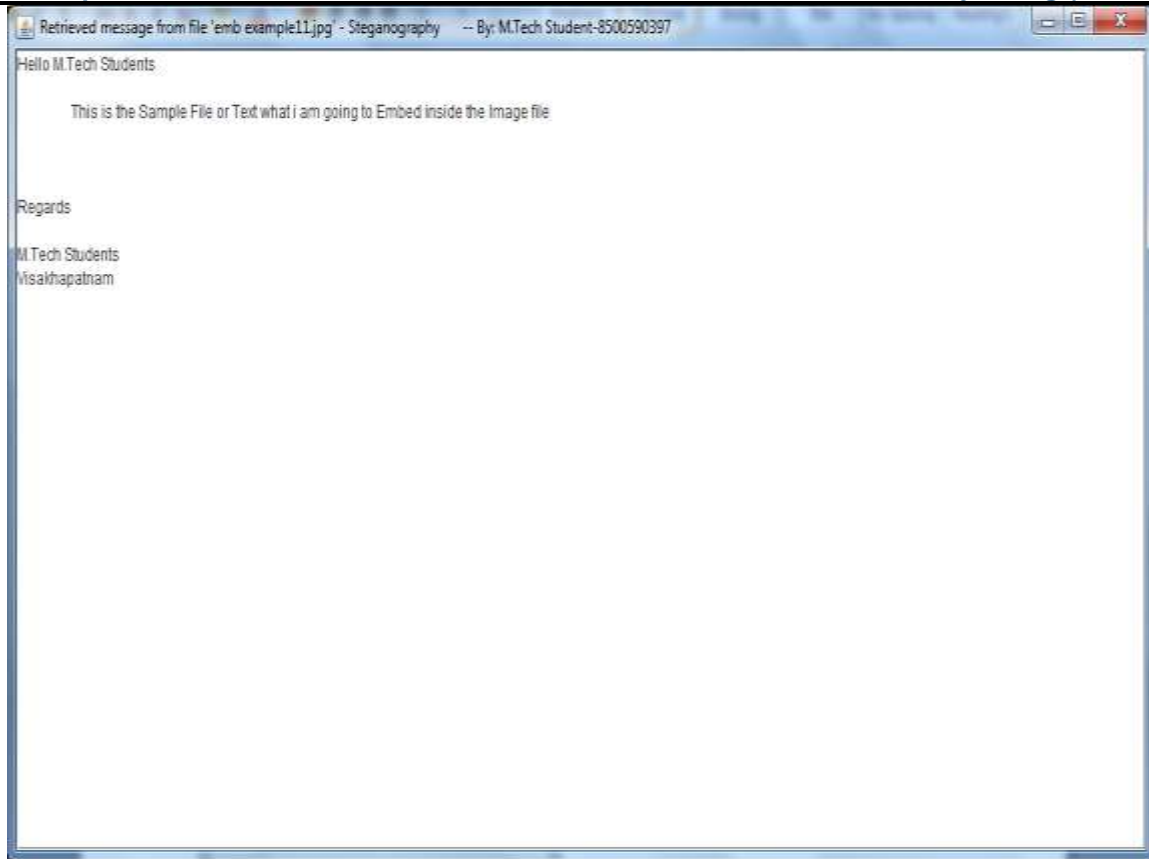 Retrieved message from file 'emb example11.jpg' - Steganography -- By: M.Tech Student-8500590397
Hello M.Tech Students
This is the Sample File or Text what i am going to Embed inside the Image file
Regards
M.Tech Students
Visakhapatnam